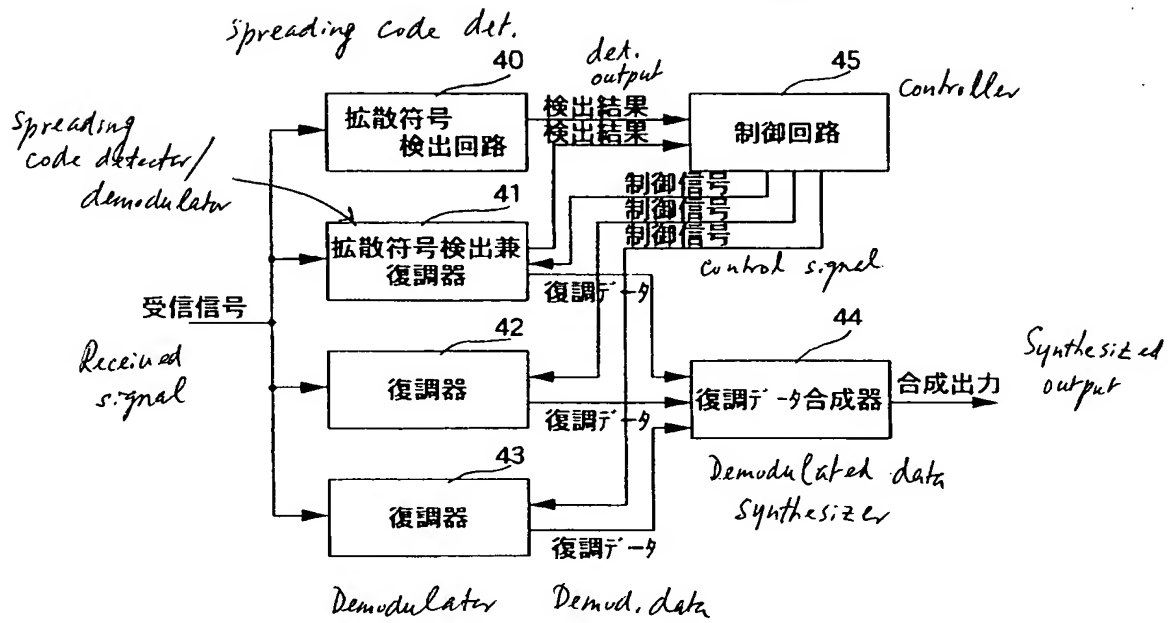 spreading code det.
40
拡散符号
検出回路
det.
output
検出結果
検出結果
45
制御回路
controller
spreading
code detector/
demodulator
41
拡散符号検出兼
復調器
制御信号
制御信号
制御信号
control signal
復調データ
受信信号
Received
signal
42
復調器
復調データ
44
復調データ合成器
合成出力
Synthesized
output
Demodulated data
synthesizer
43
復調器
復調データ
Demodulator
Demod. data